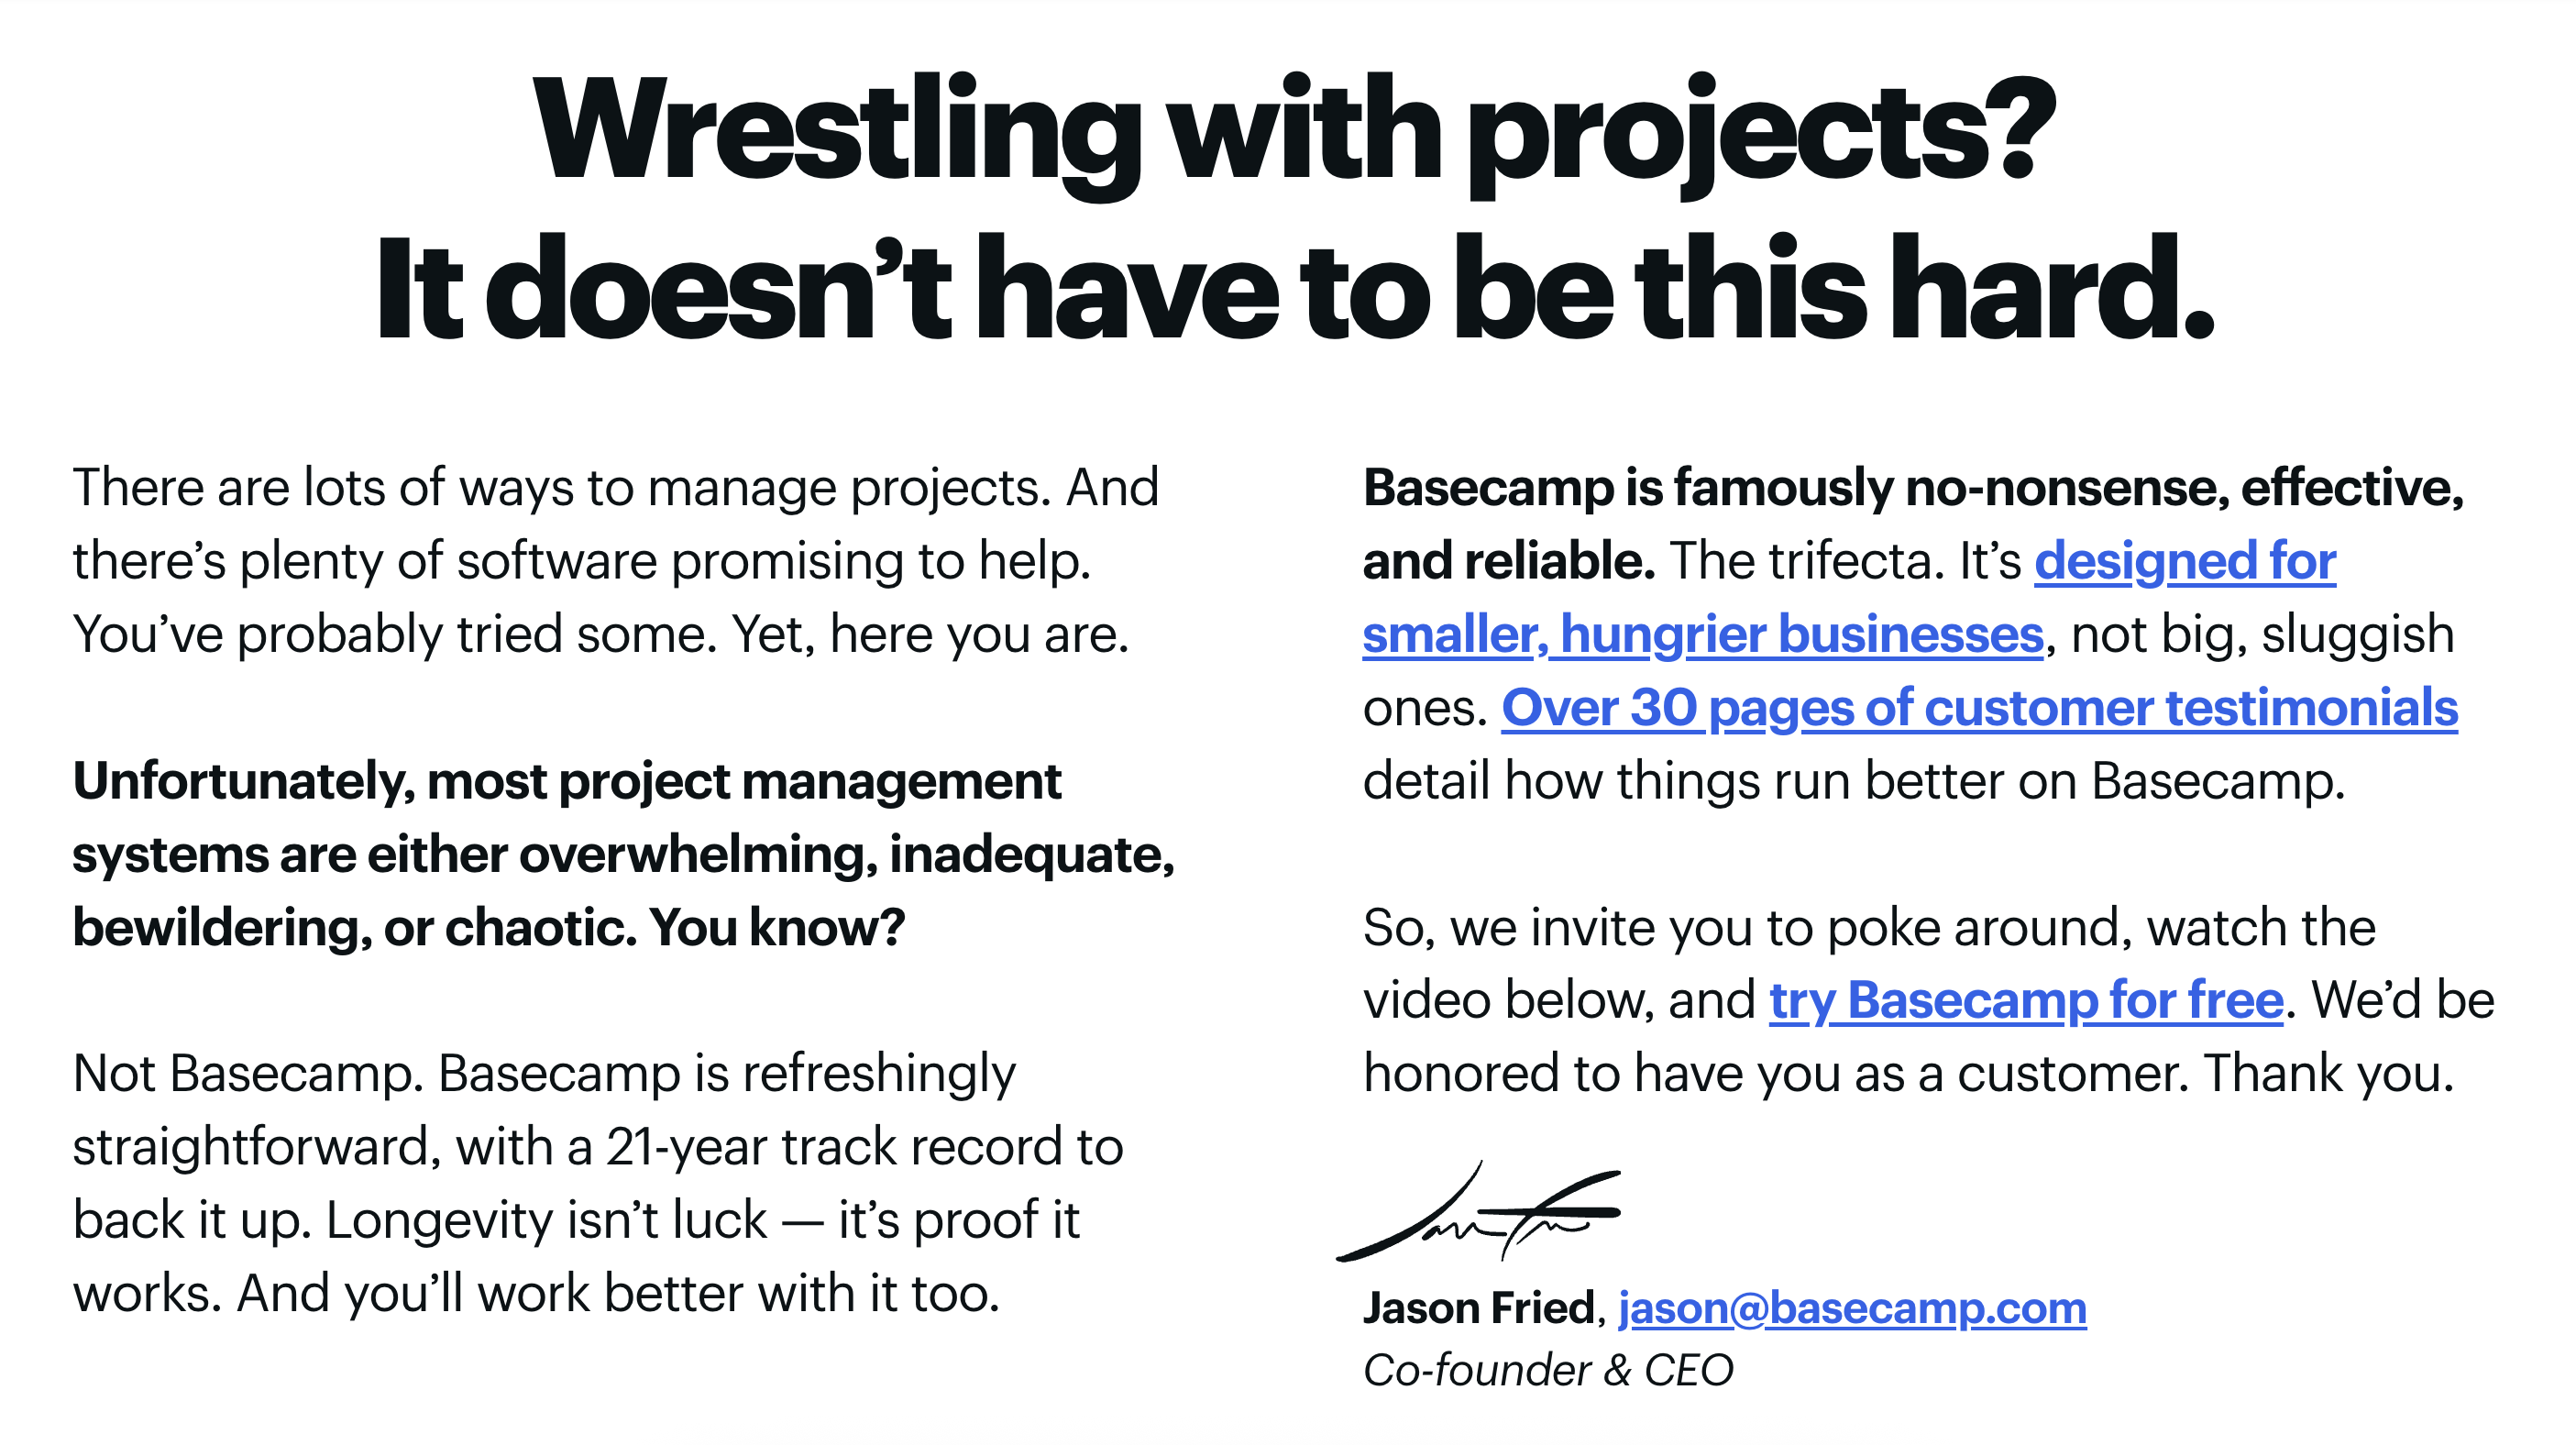 Wrestling with projects?
It doesn’t have to be this hard.
There are lots of ways to manage projects. And
there’s plenty of software promising to help.
You’ve probably tried some. Yet, here you are.
Unfortunately, most project management
systems are either overwhelming, inadequate,
bewildering, or chaotic. You know?
Not Basecamp. Basecamp is refreshingly
straightforward, with a 21-year track record to
back it up. Longevity isn’t luck — it’s proof it
works. And you’ll work better with it too.
Basecamp is famously no-nonsense, effective,
and reliable. The trifecta. It’s designed for
smaller, hungrier businesses, not big, sluggish
ones. Over 30 pages of customer testimonials
detail how things run better on Basecamp.
So, we invite you to poke around, watch the
video below, and try Basecamp for free. We’d be
honored to have you as a customer. Thank you.
Jason Fried, jason@basecamp.com
Co-founder & CEO